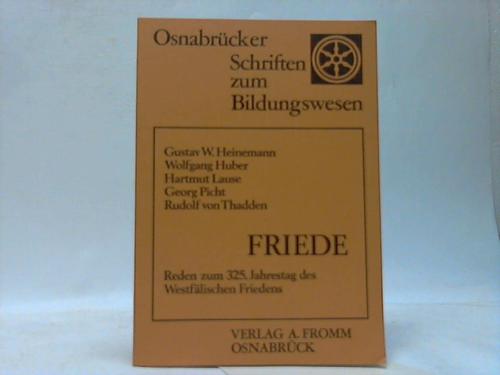 Osnabrücker
Schriften
zum
Bildungswesen
Gustav W. Heinemann
Wolfgang Huber
Hartmut Lause
Georg Picht
Rudolf von Thadden
FRIEDE
Reden zum 325. Jahrestag des
Westfälischen Friedens
VERLAG A. FROMM
OSNABRÜCK